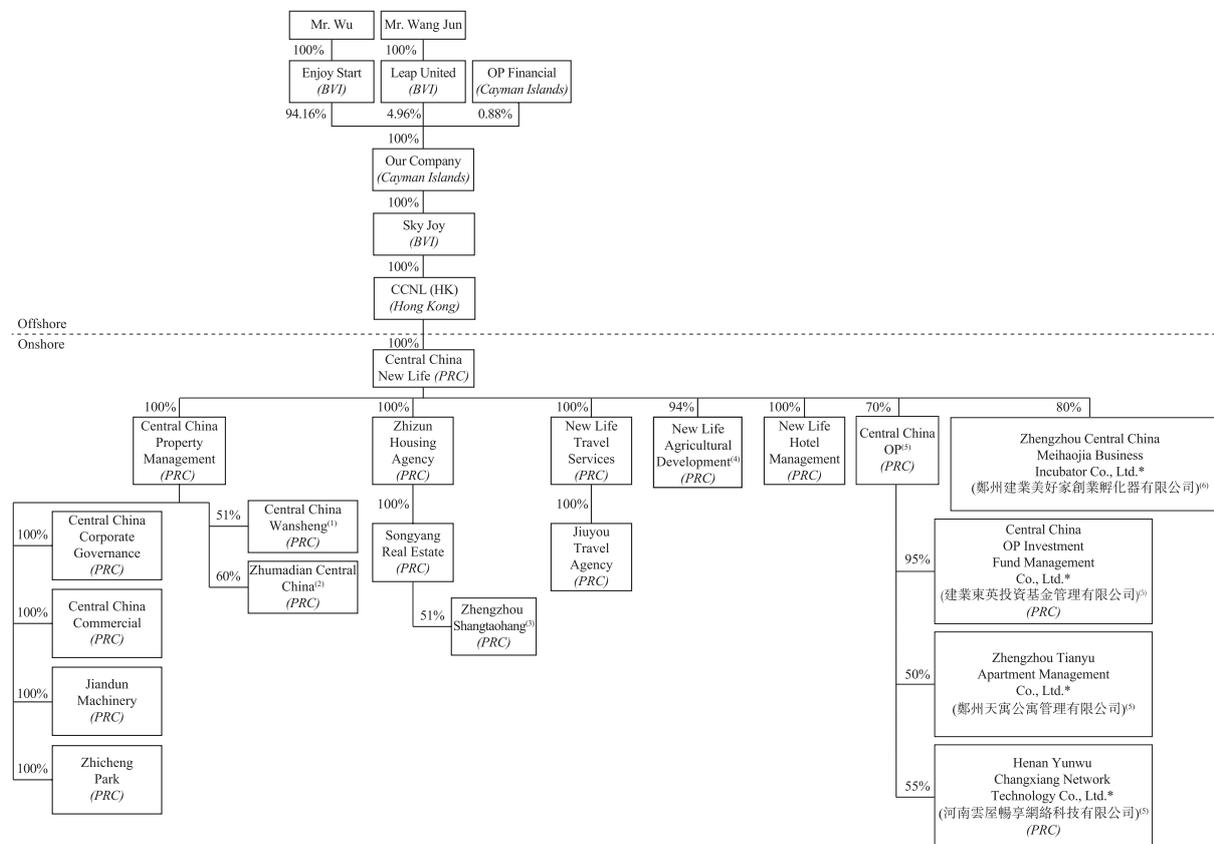 Mr. Wu
Mr. Wang Jun
100%
100%
Enjoy Start
(BVI)
Leap United
(BVI)
OP Financial
(Cayman Islands)
94.16%
4.96%
0.88%
100%
Our Company
(Cayman Islands)
100%
Sky Joy
(BVI)
100%
CCNL (HK)
(Hong Kong)
Offshore
Onshore
100%
Central China
New Life (PRC)
100%
100%
100%
94%
100%
70%
80%
Central China
Property
Management
(PRC)
Zhizun
Housing
Agency
(PRC)
New Life
Travel
Services
(PRC)
New Life
Agricultural
Development(4)
(PRC)
New Life
Hotel
Management
(PRC)
Central China
OP(5)
(PRC)
Zhengzhou Central China
Meihaojia Business
Incubator Co., Ltd.*
(鄭州建業美好家創業孵化器有限公司)(6)
100%
Central China
Corporate
Governance
(PRC)
51%
Central China
Wansheng(1)
(PRC)
60%
Zhumadian Central
China(2)
(PRC)
100%
Central China
Commercial
(PRC)
100%
Jiandun
Machinery
(PRC)
100%
Zhicheng
Park
(PRC)
100%
Songyang
Real Estate
(PRC)
51%
Zhengzhou
Shangtaohang(3)
(PRC)
100%
Jiuyou
Travel
Agency
(PRC)
95%
Central China
OP Investment
Fund Management
Co., Ltd.*
(建業東英投資基金管理有限公司)(5)
(PRC)
50%
Zhengzhou Tianyu
Apartment Management
Co., Ltd.*
(鄭州天寓公寓管理有限公司)(5)
55%
Henan Yunwu
Changxiang Network
Technology Co., Ltd.*
(河南雲屋暢享網絡科技有限公司)(5)
(PRC)